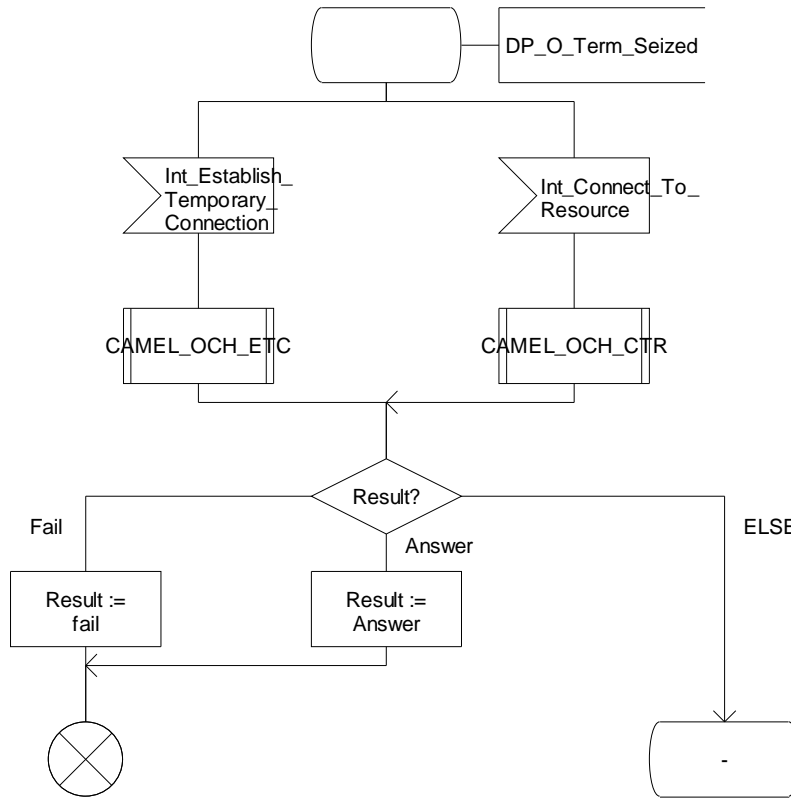 DP_O_Term_Seized
Int_Establish_
Temporary_
Connection
Int_Connect_To_
Resource
CAMEL_OCH_ETC
CAMEL_OCH_CTR
Result?
Fail
Answer
ELSE
Result :=
fail
Result :=
Answer
-